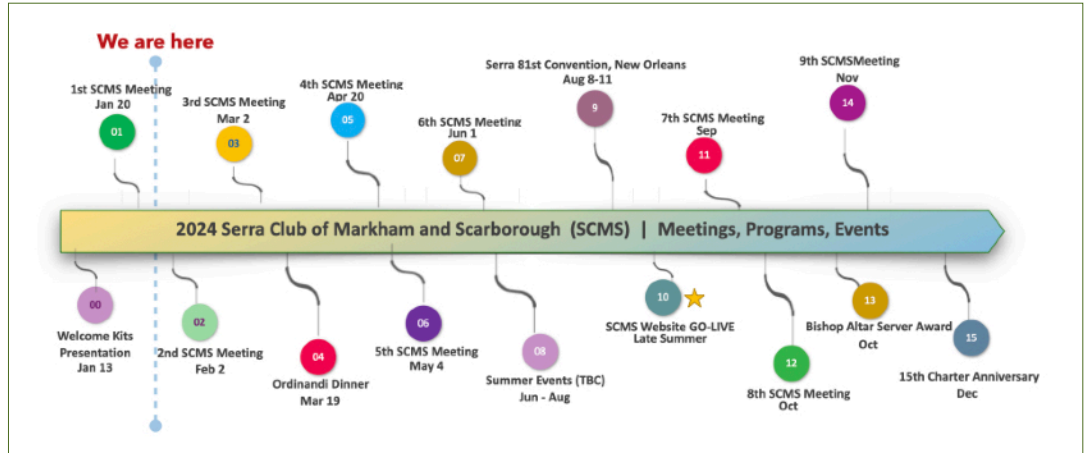 We are here
1st SCMS Meeting
Jan 20
01
3rd SCMS Meeting
Mar 2
03
4th SCMS Meeting
Apr 20
05
6th SCMS Meeting
Jun 1
07
Serra 81st Convention, New Orleans
Aug 8-11
9
7th SCMS Meeting
Sep
11
9th SCMSMeeting
Nov
14
2024 Serra Club of Markham and Scarborough (SCMS) | Meetings, Programs, Events
00
Welcome Kits
Presentation
Jan 13
02
2nd SCMS Meeting
Feb 2
04
Ordinandi Dinner
Mar 19
06
5th SCMS Meeting
May 4
08
Summer Events (TBC)
Jun - Aug
10
SCMS Website GO-LIVE
Late Summer
12
8th SCMS Meeting
Oct
13
Bishop Altar Server Award
Oct
15
15th Charter Anniversary
Dec